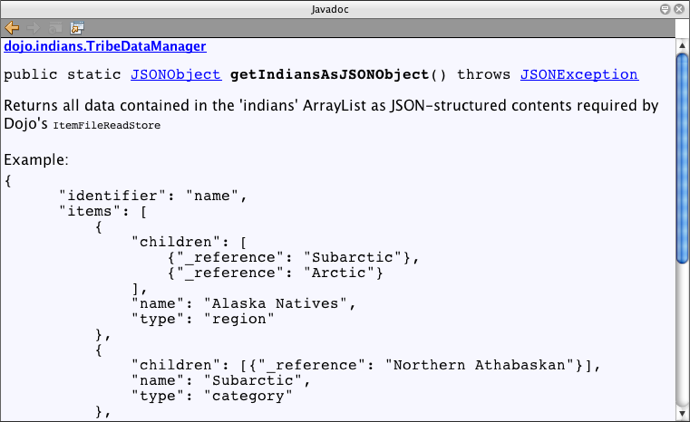 Javadoc
dojo.indians.TribeDataManager
public static JSONObject getIndiansAsJSONObject() throws JSONException
Returns all data contained in the 'indians' ArrayList as JSON-structured contents required by
Dojo's ItemFileReadStore
Example:
{
      "identifier": "name",
      "items": [
          {
              "children": [
                  {"_reference": "Subarctic"},
                  {"_reference": "Arctic"}
              ],
              "name": "Alaska Natives",
              "type": "region"
          },
          {
              "children": [{"_reference": "Northern Athabaskan"}],
              "name": "Subarctic",
              "type": "category"
          },